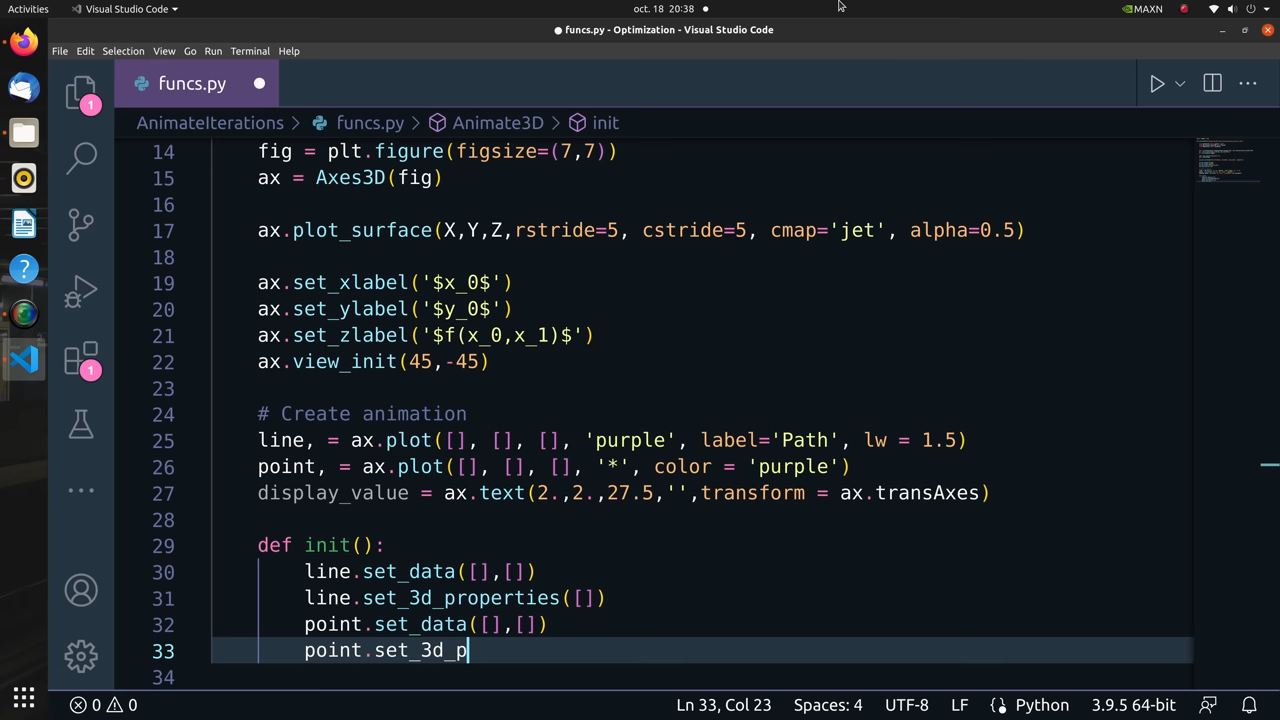 Activities
Visual Studio Code
oct. 18 20:38
MAXN
funcs.py - Optimization - Visual Studio Code
File Edit Selection View Go Run Terminal Help
1
funcs.py
AnimateIterations > funcs.py > Animate3D > init
14 fig = plt.figure(figsize=(7,7))
15 ax = Axes3D(fig)
16
17 ax.plot_surface(X,Y,Z,rstride=5, cstride=5, cmap='jet', alpha=0.5)
18
19 ax.set_xlabel('$x_0$')
20 ax.set_ylabel('$y_0$')
21 ax.set_zlabel('$f(x_0,x_1)$')
22 ax.view_init(45,-45)
23
24 # Create animation
25 line, = ax.plot([], [], [], 'purple', label='Path', lw = 1.5)
26 point, = ax.plot([], [], [], '*', color = 'purple')
27 display_value = ax.text(2.,2.,27.5,'',transform = ax.transAxes)
28
29 def init():
30 line.set_data([],[])
31 line.set_3d_properties([])
32 point.set_data([],[])
33 point.set_3d_p
34
1
0 0
Ln 33, Col 23
Spaces: 4
UTF-8
LF
Python
3.9.5 64-bit